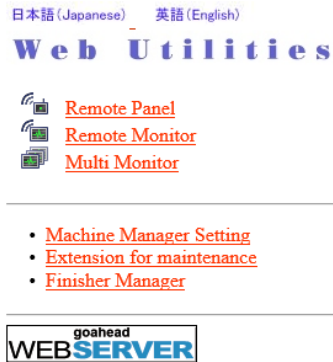 日本語(Japanese) 英語(English)
Web Utilities
Remote Panel
Remote Monitor
Multi Monitor
• Machine Manager Setting
• Extension for maintenance
• Finisher Manager
goahead
WEBSERVER